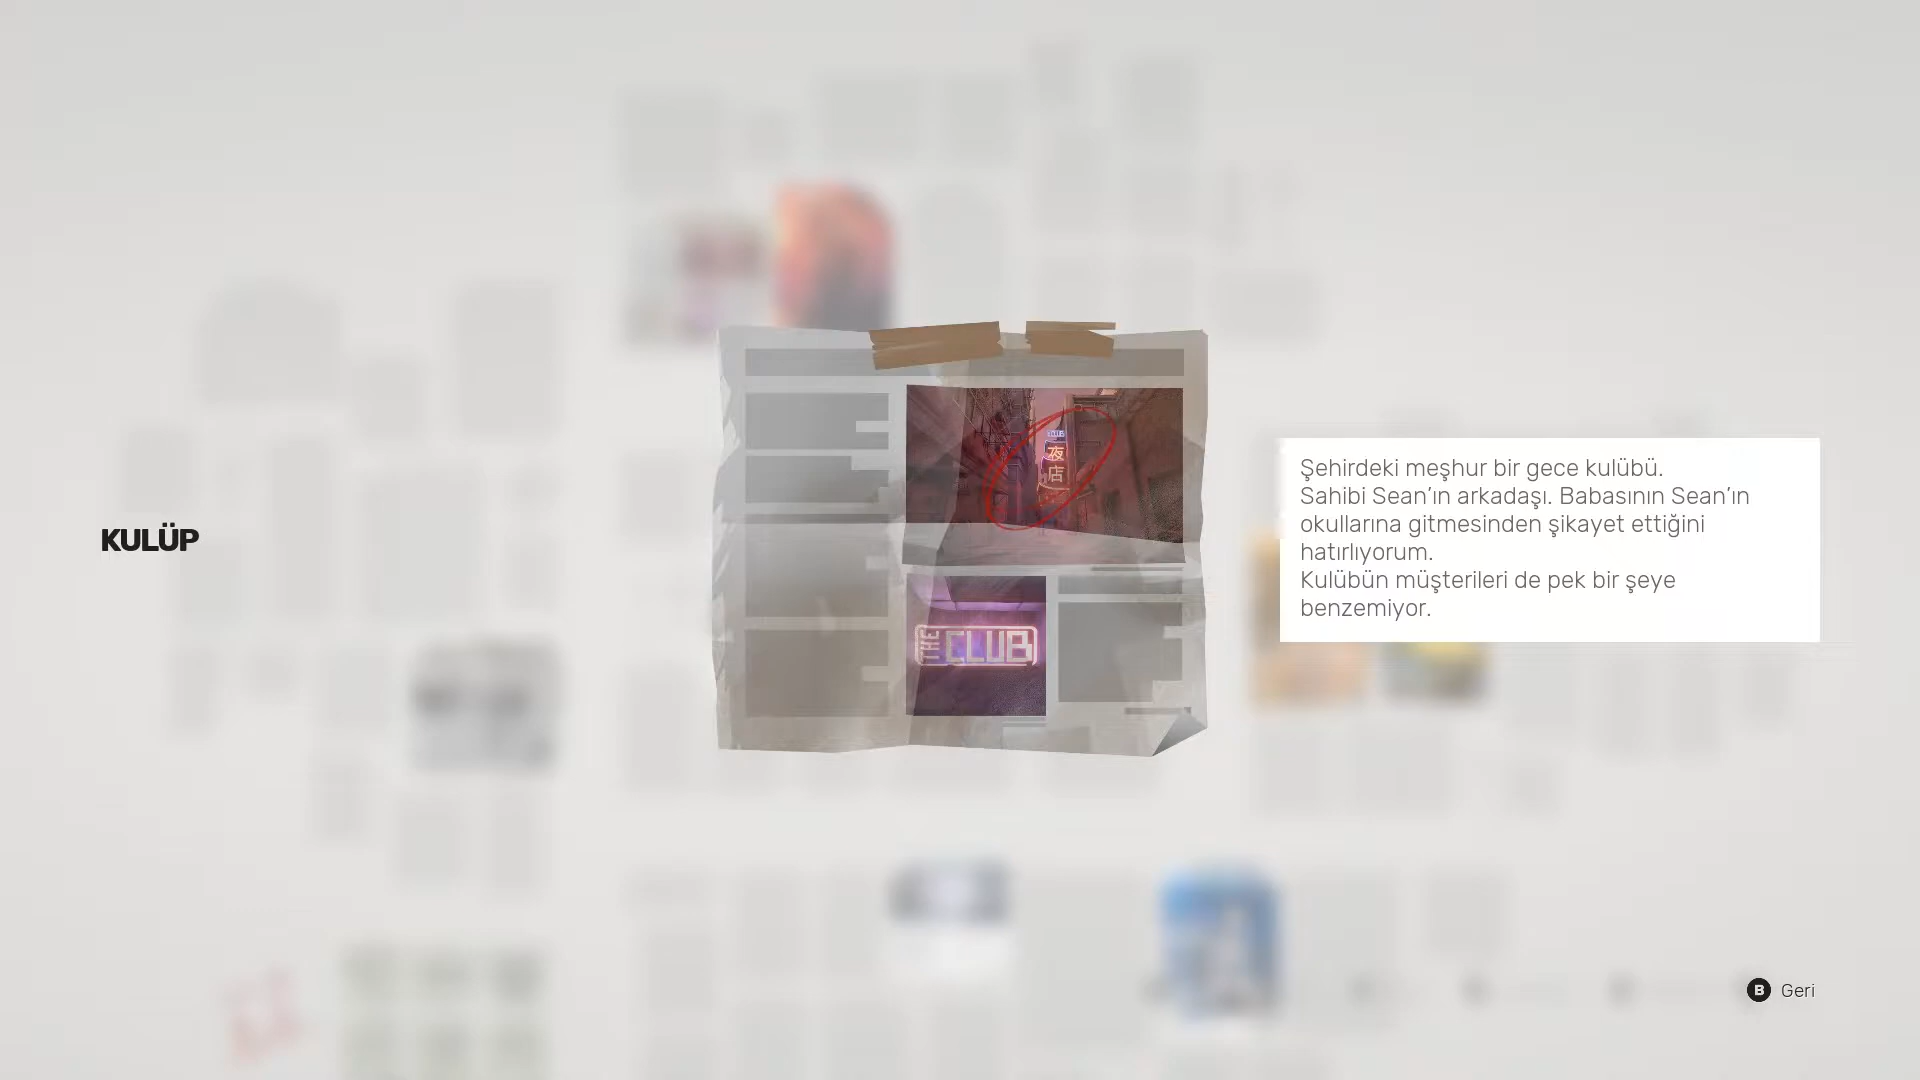 KULÜP
CLUB
夜
店
THE CLUB
Şehirdeki meşhur bir gece kulübü.
Sahibi Sean’ın arkadaşı. Babasının Sean’ın
okullarına gitmesinden şikayet ettiğini
hatırlıyorum.
Kulübün müşterileri de pek bir şeye
benzemiyor.
B Geri